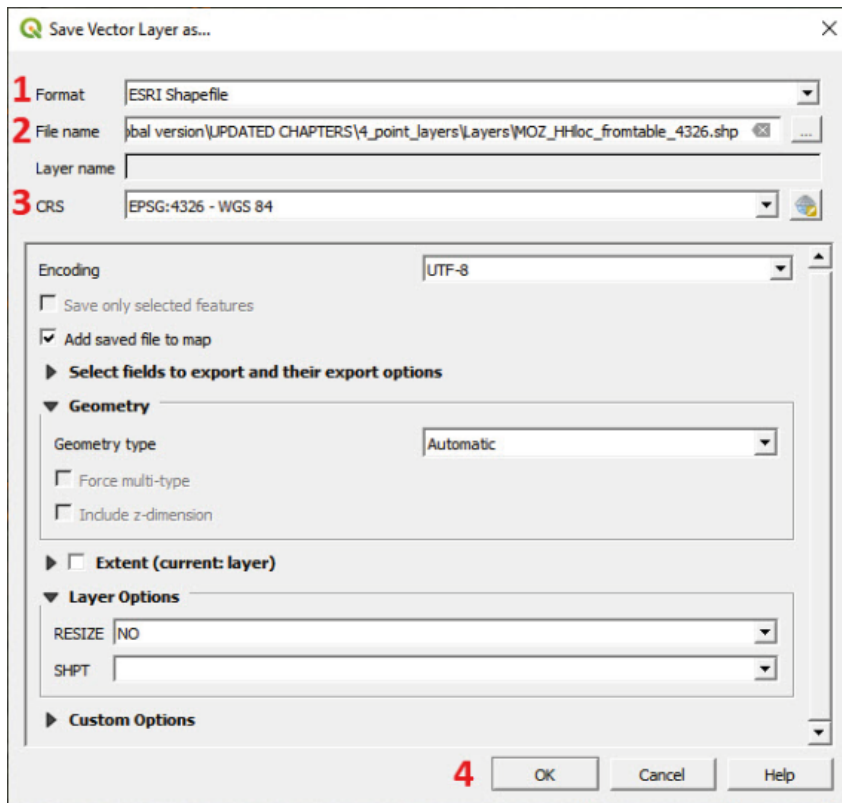 Save Vector Layer as...
1 Format ESRI Shapefile
2 File name obal version\UPDATED CHAPTERS\4_point_layers\Layers\MOZ_HHloc_fromtable_4326.shp ...
Layer name
3 CRS EPSG:4326 - WGS 84
Encoding UTF-8
Save only selected features
Add saved file to map
Select fields to export and their export options
Geometry
Geometry type Automatic
Force multi-type
Include z-dimension
Extent (current: layer)
Layer Options
RESIZE NO
SHPT
Custom Options
4 OK Cancel Help